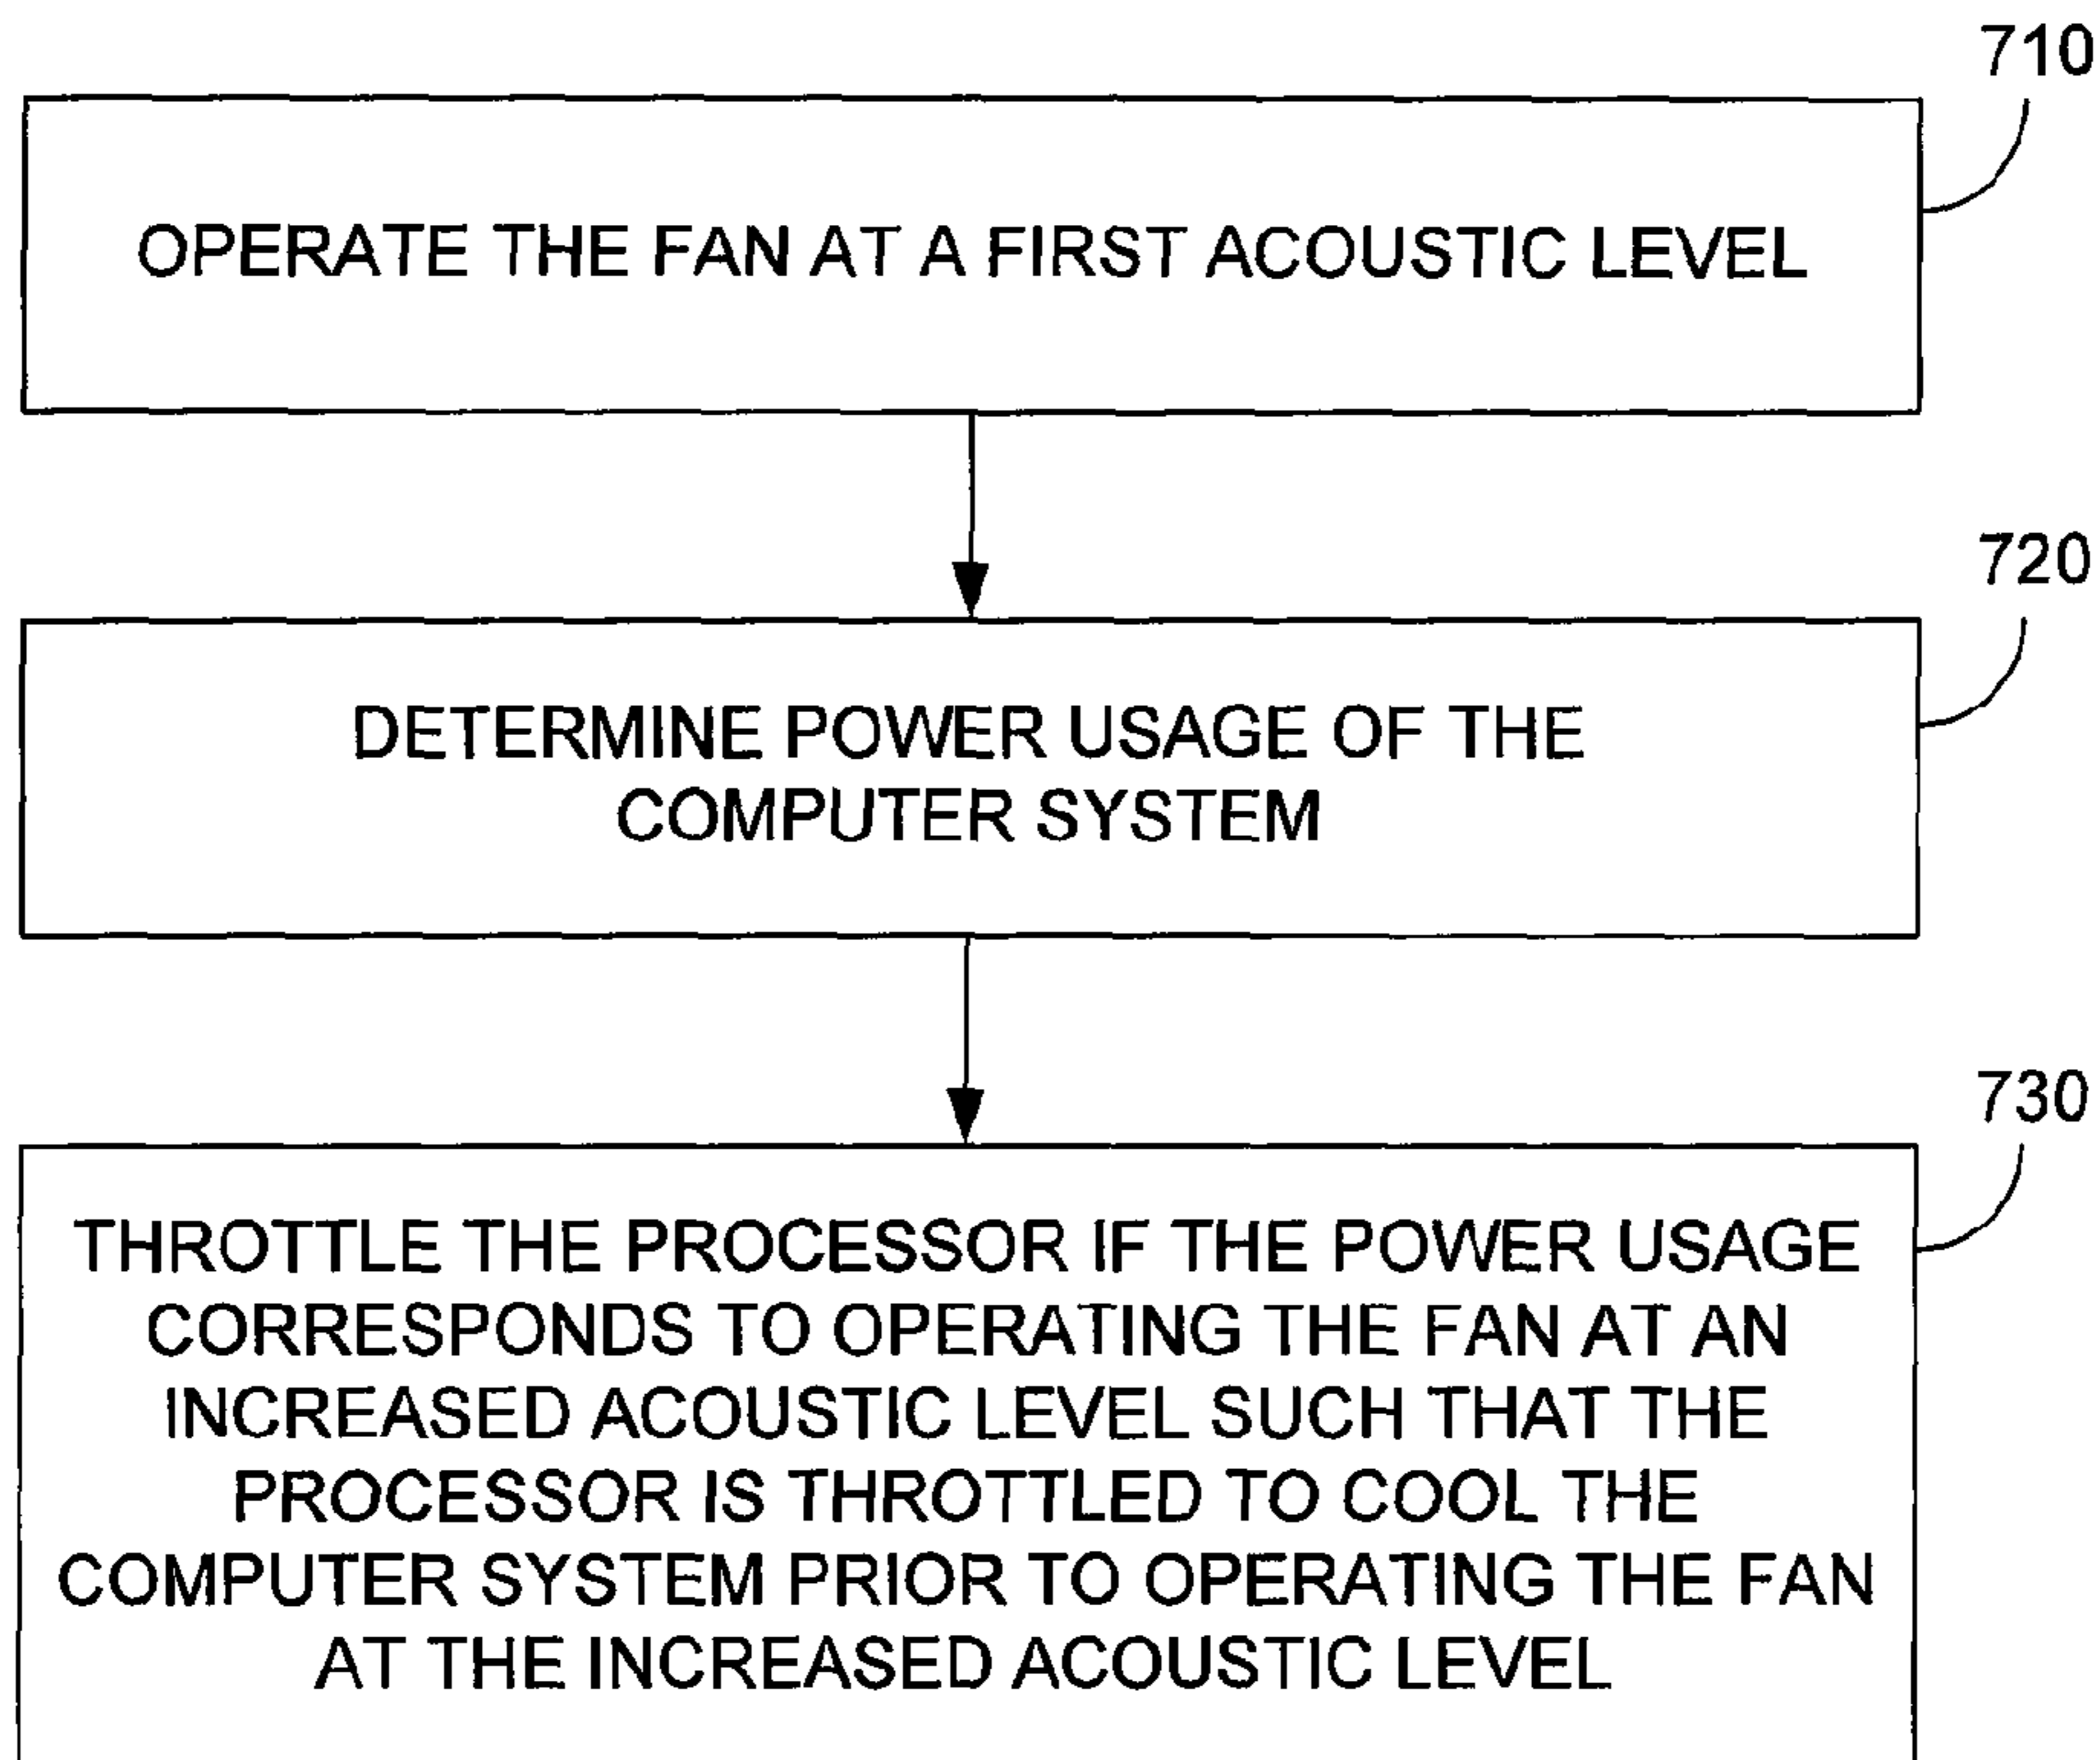 710
OPERATE THE FAN AT A FIRST ACOUSTIC LEVEL
720
DETERMINE POWER USAGE OF THE
COMPUTER SYSTEM
730
THROTTLE THE PROCESSOR IF THE POWER USAGE
CORRESPONDS TO OPERATING THE FAN AT AN
INCREASED ACOUSTIC LEVEL SUCH THAT THE
PROCESSOR IS THROTTLED TO COOL THE
COMPUTER SYSTEM PRIOR TO OPERATING THE FAN
AT THE INCREASED ACOUSTIC LEVEL